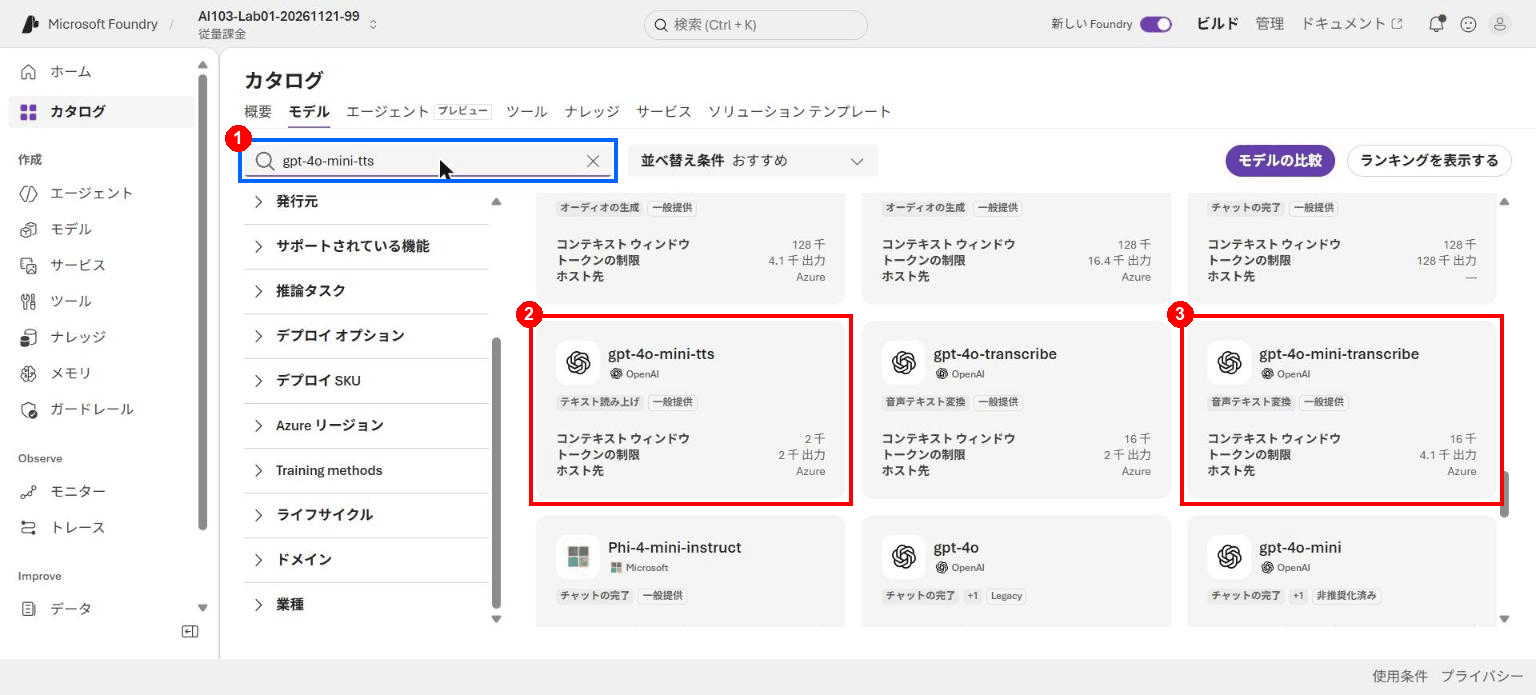 Microsoft Foundry / AI103-Lab01-20261121-99
従量課金
検索 (Ctrl + K)
新しい Foundry ビルド 管理 ドキュメント
ホーム
カタログ
作成
エージェント
モデル
サービス
ツール
ナレッジ
メモリ
ガードレール
Observe
モニター
トレース
Improve
データ
カタログ
概要 モデル エージェント プレビュー ツール ナレッジ サービス ソリューション テンプレート
1
gpt-4o-mini-tts
並べ替え条件 おすすめ
モデルの比較 ランキングを表示する
発行元
サポートされている機能
推論タスク
デプロイ オプション
デプロイ SKU
Azure リージョン
Training methods
ライフサイクル
ドメイン
業種
オーディオの生成 一般提供
コンテキスト ウィンドウ 128 千
トークンの制限 4.1 千 出力
ホスト先 Azure
オーディオの生成 一般提供
コンテキスト ウィンドウ 128 千
トークンの制限 16.4 千 出力
ホスト先 Azure
チャットの完了 一般提供
コンテキスト ウィンドウ 128 千
トークンの制限 128 千 出力
ホスト先 —
2
gpt-4o-mini-tts
OpenAI
テキスト読み上げ 一般提供
コンテキスト ウィンドウ 2 千
トークンの制限 2 千 出力
ホスト先 Azure
gpt-4o-transcribe
OpenAI
音声テキスト変換 一般提供
コンテキスト ウィンドウ 16 千
トークンの制限 2 千 出力
ホスト先 Azure
3
gpt-4o-mini-transcribe
OpenAI
音声テキスト変換 一般提供
コンテキスト ウィンドウ 16 千
トークンの制限 4.1 千 出力
ホスト先 Azure
Phi-4-mini-instruct
Microsoft
チャットの完了 一般提供
gpt-4o
OpenAI
チャットの完了 +1 Legacy
gpt-4o-mini
OpenAI
チャットの完了 +1 非推奨化済み
使用条件 プライバシー